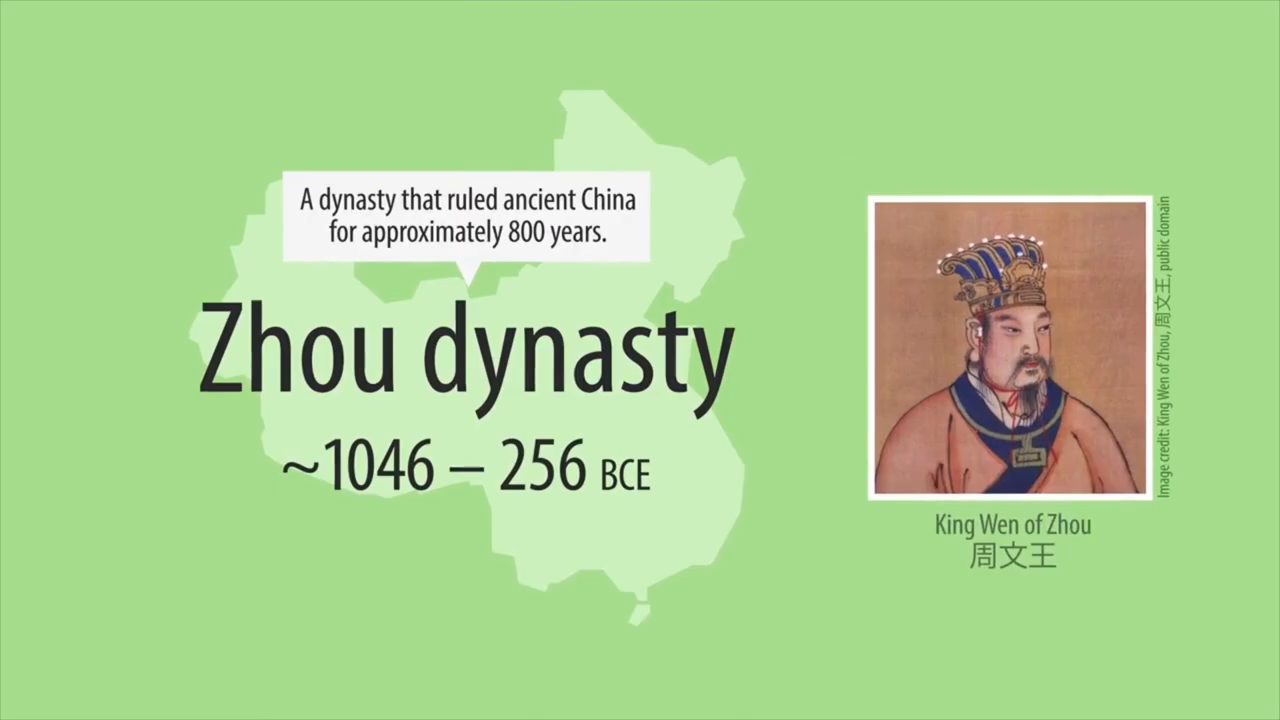 A dynasty that ruled ancient China
for approximately 800 years.
Zhou dynasty
~1046 – 256 BCE
King Wen of Zhou
周文王
Image credit: King Wen of Zhou, 周文王, public domain